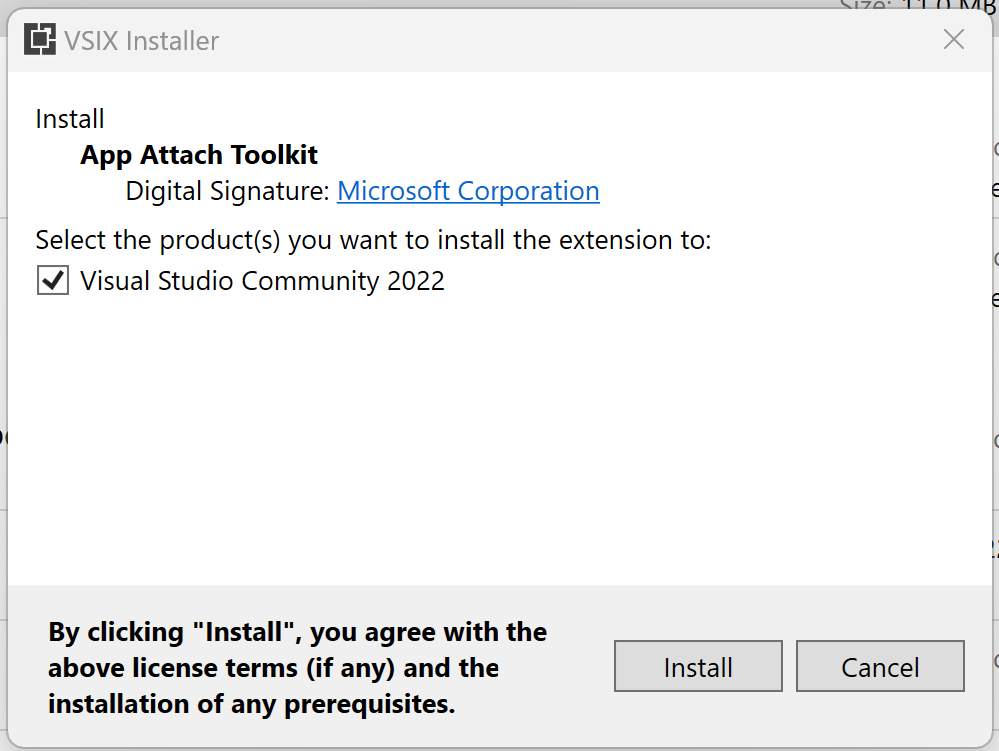 Size: 11.0 MB
VSIX Installer
Install
App Attach Toolkit
Digital Signature: Microsoft Corporation
Select the product(s) you want to install the extension to:
Visual Studio Community 2022
By clicking "Install", you agree with the
above license terms (if any) and the
installation of any prerequisites.
Install
Cancel